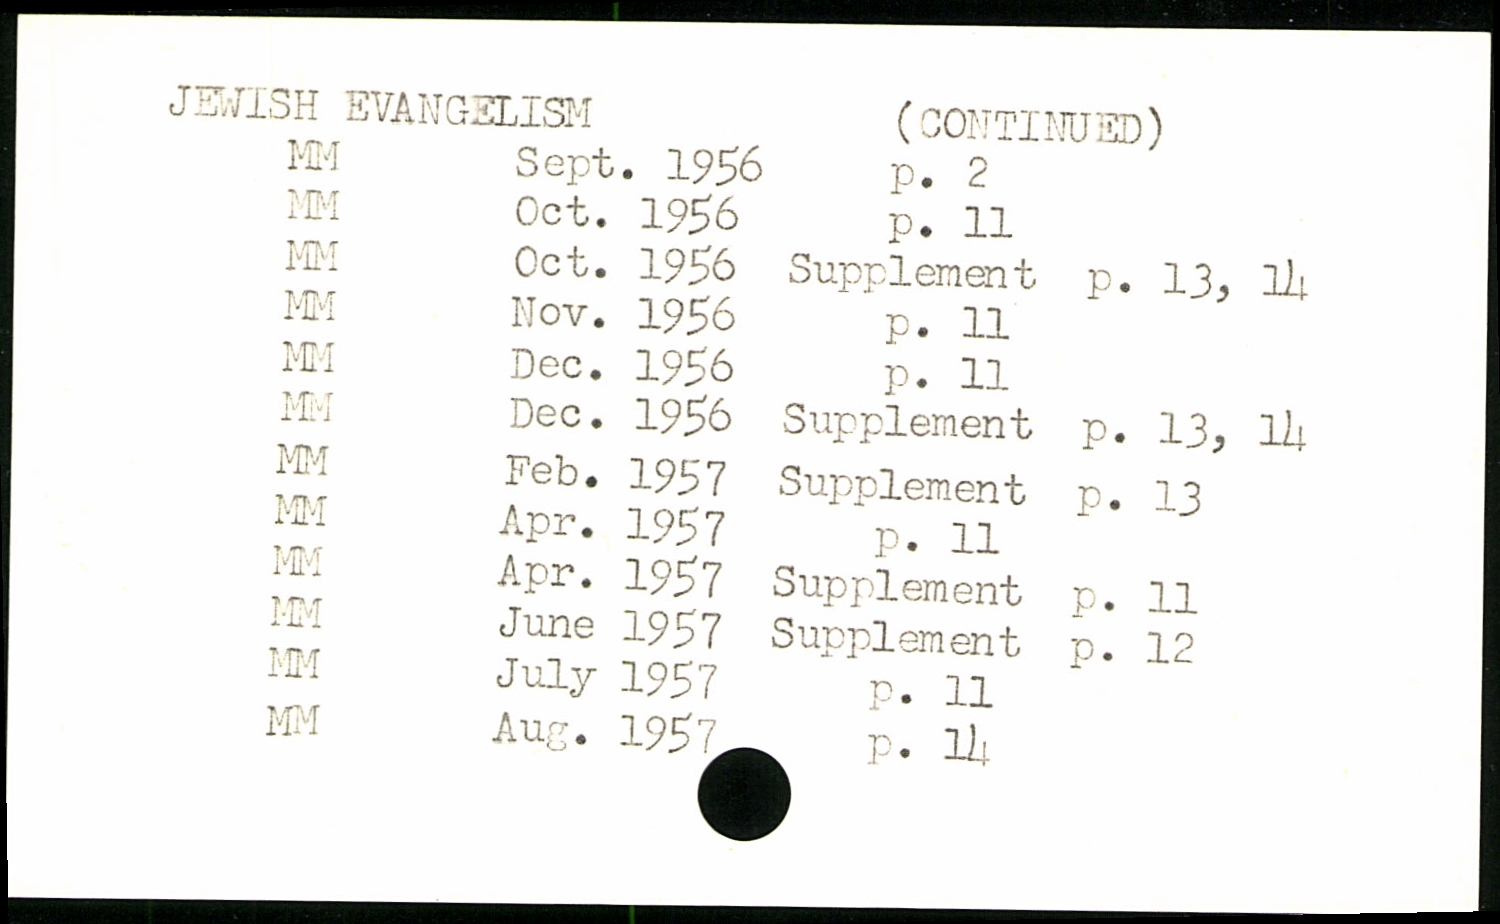 JEWISH EVANGELISM (CONTINUED)
MM Sept. 1956 p. 2
MM Oct. 1956 p. 11
MM Oct. 1956 Supplement p. 13, 14
MM Nov. 1956 p. 11
MM Dec. 1956 p. 11
MM Dec. 1956 Supplement p. 13, 14
MM Feb. 1957 Supplement p. 13
MM Apr. 1957 p. 11
MM Apr. 1957 Supplement p. 11
MM June 1957 Supplement p. 12
MM July 1957 p. 11
MM Aug. 1957 p. 14